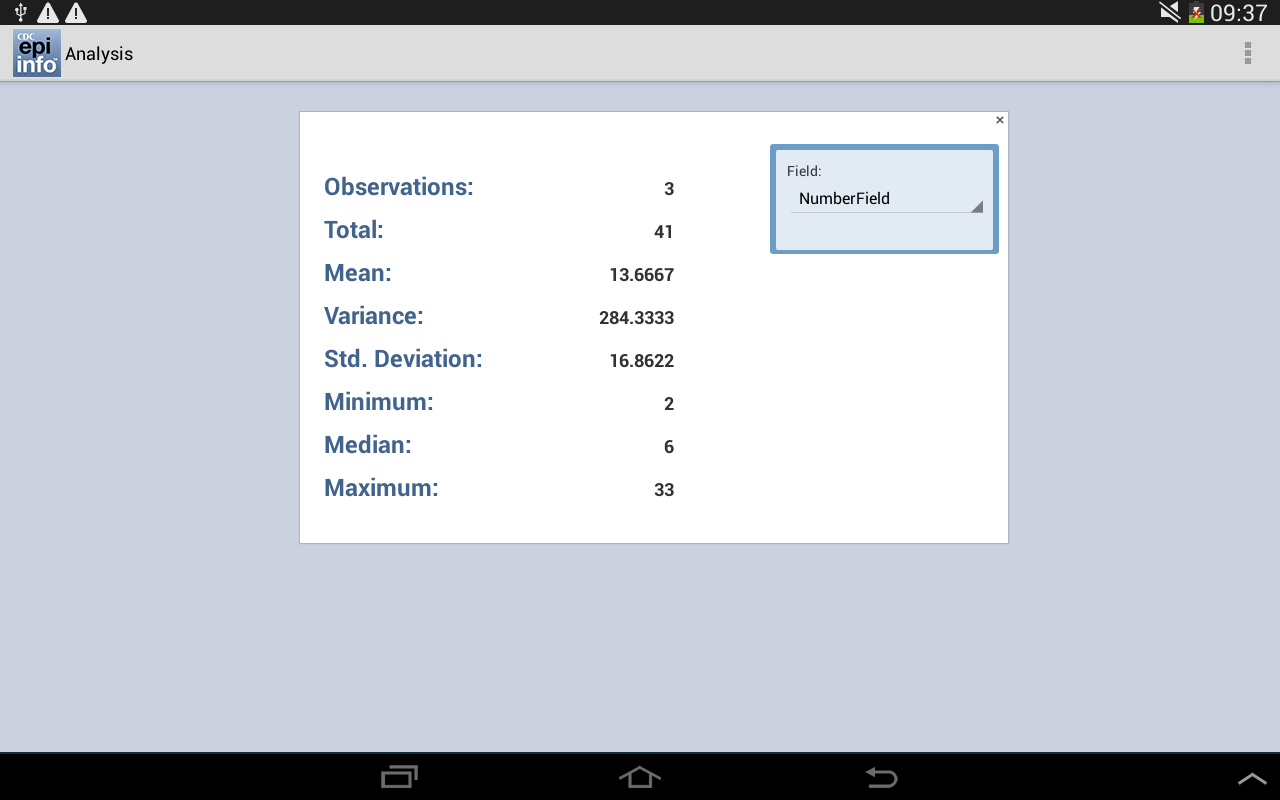 09:37
CDC
epi
info
Analysis
×
Field:
NumberField
Observations: 3
Total: 41
Mean: 13.6667
Variance: 284.3333
Std. Deviation: 16.8622
Minimum: 2
Median: 6
Maximum: 33